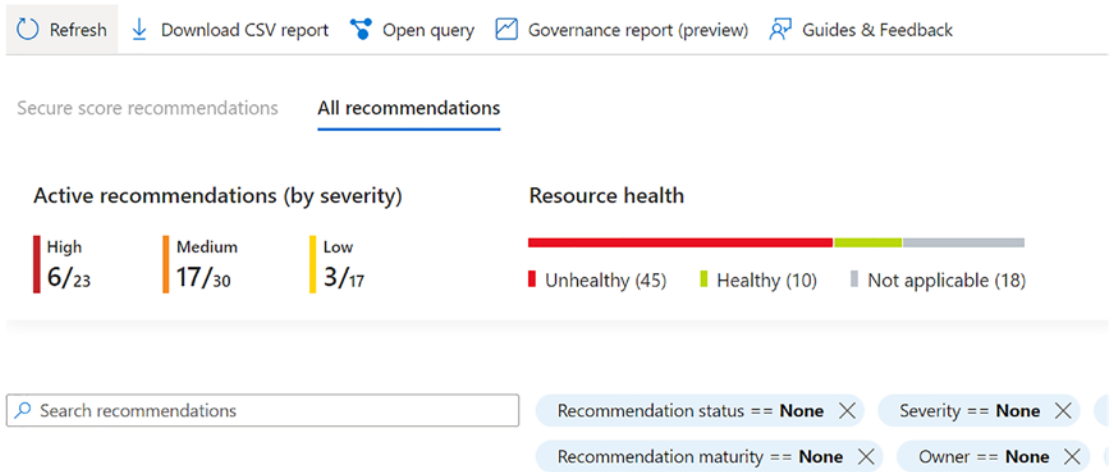 Refresh Download CSV report Open query Governance report (preview) Guides & Feedback
Secure score recommendations All recommendations
Active recommendations (by severity) Resource health
High Medium Low
6/23 17/30 3/17
Unhealthy (45) Healthy (10) Not applicable (18)
Search recommendations Recommendation status == None Severity == None
Recommendation maturity == None Owner == None